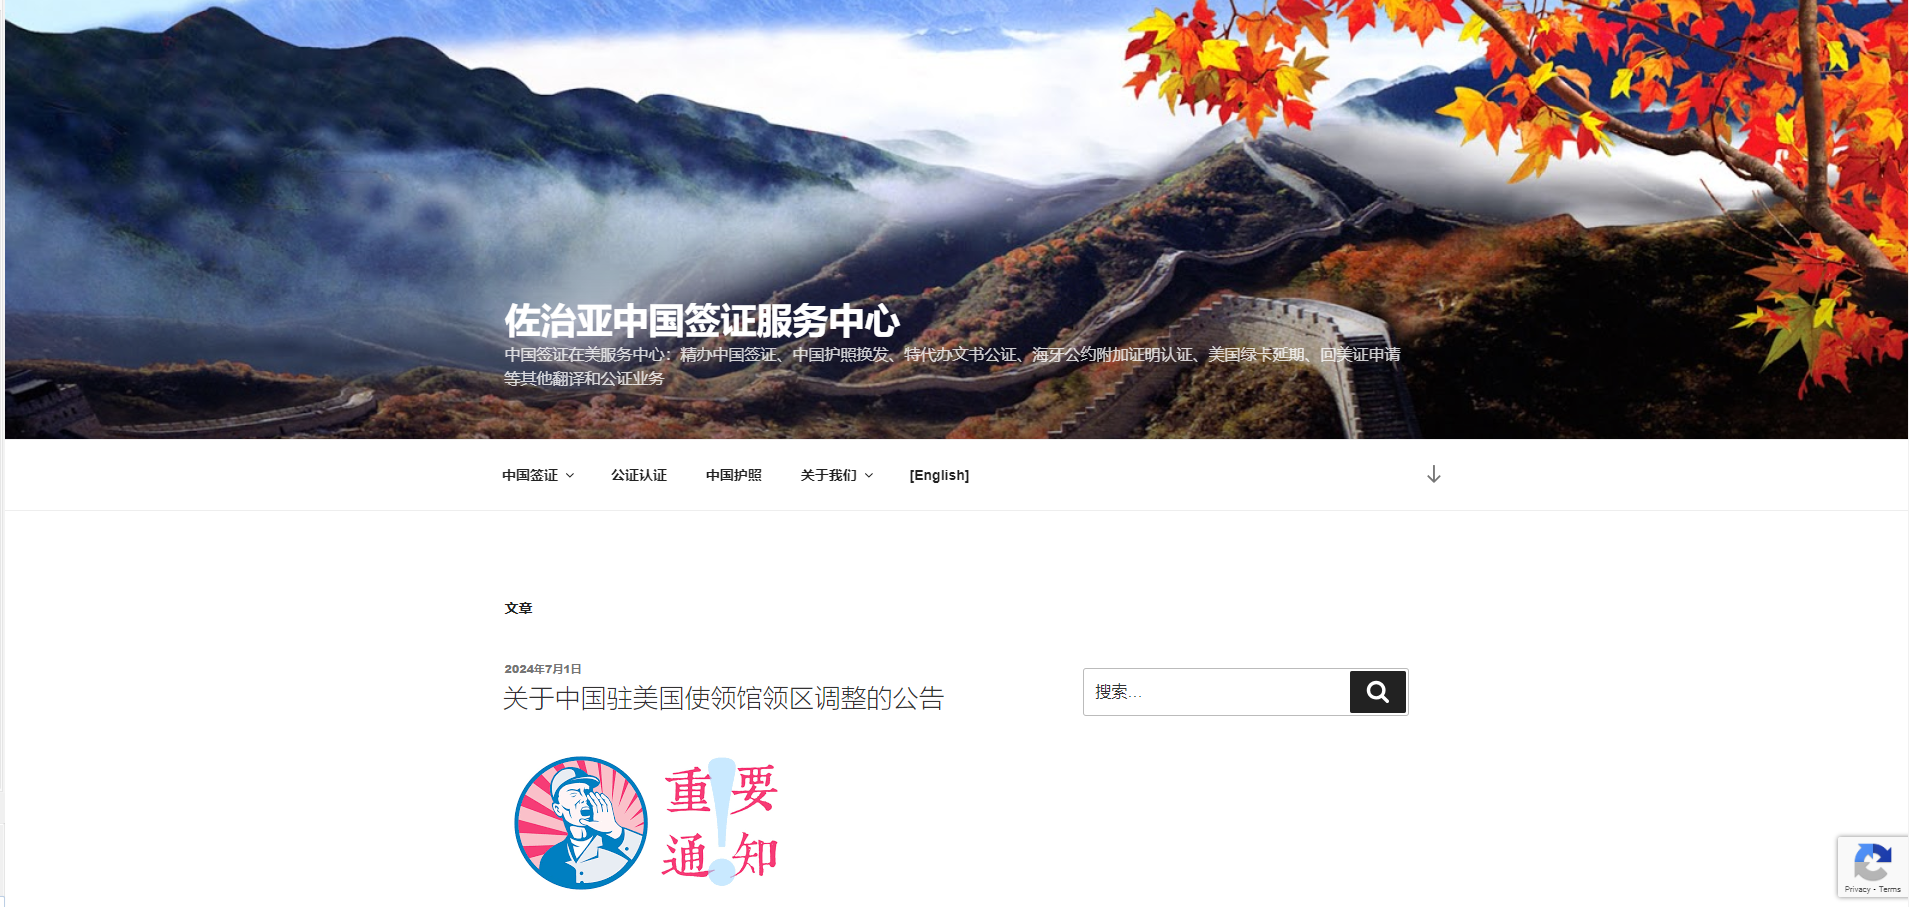 佐治亚中国签证服务中心
中国签证在美服务中心：精办中国签证、中国护照换发、特代办文书公证、海牙公约附加证明认证、美国绿卡延期、回美证申请
等其他翻译和公证业务
中国签证 公证认证 中国护照 关于我们 [English]
文章
2024年7月1日
关于中国驻美国使领馆领区调整的公告
搜索…
重!要
通知
Privacy - Terms